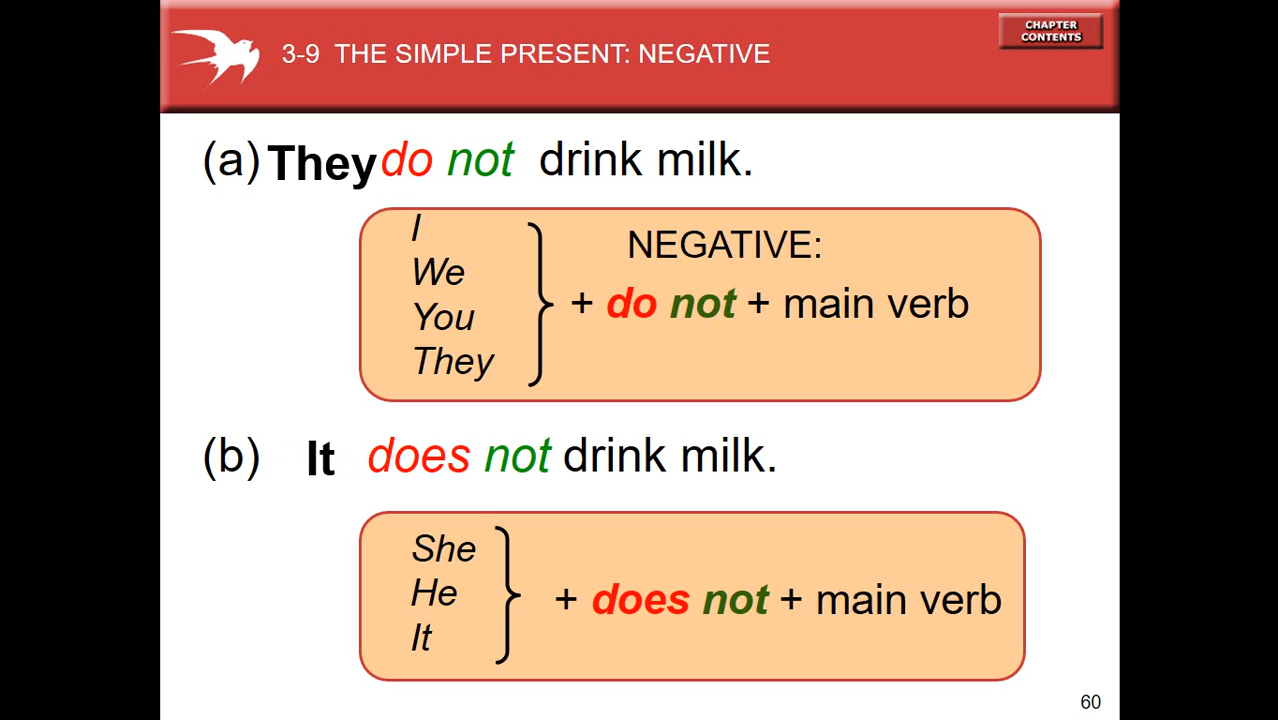 CHAPTER
CONTENTS
3-9 THE SIMPLE PRESENT: NEGATIVE
(a) They do not drink milk.
I
We
You
They
NEGATIVE:
+ do not + main verb
(b) It does not drink milk.
She
He
It
+ does not + main verb
60